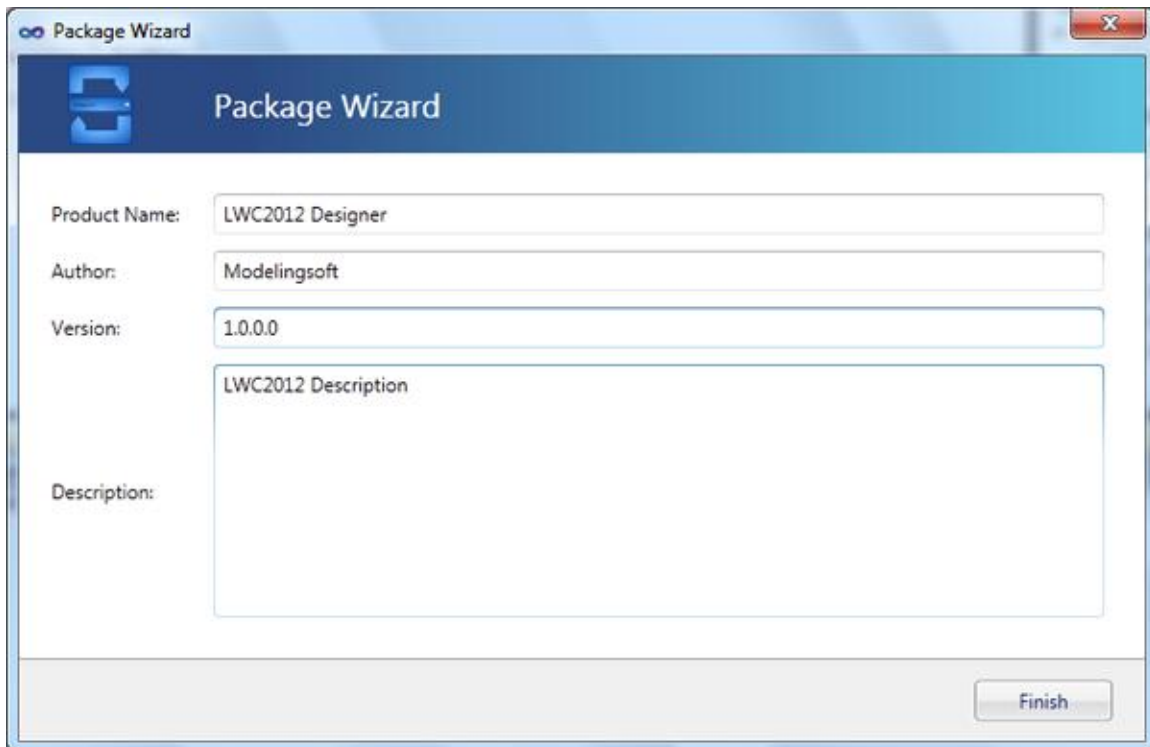 Package Wizard
Package Wizard
Product Name: LWC2012 Designer
Author: Modelingsoft
Version: 1.0.0.0
LWC2012 Description
Description:
Finish